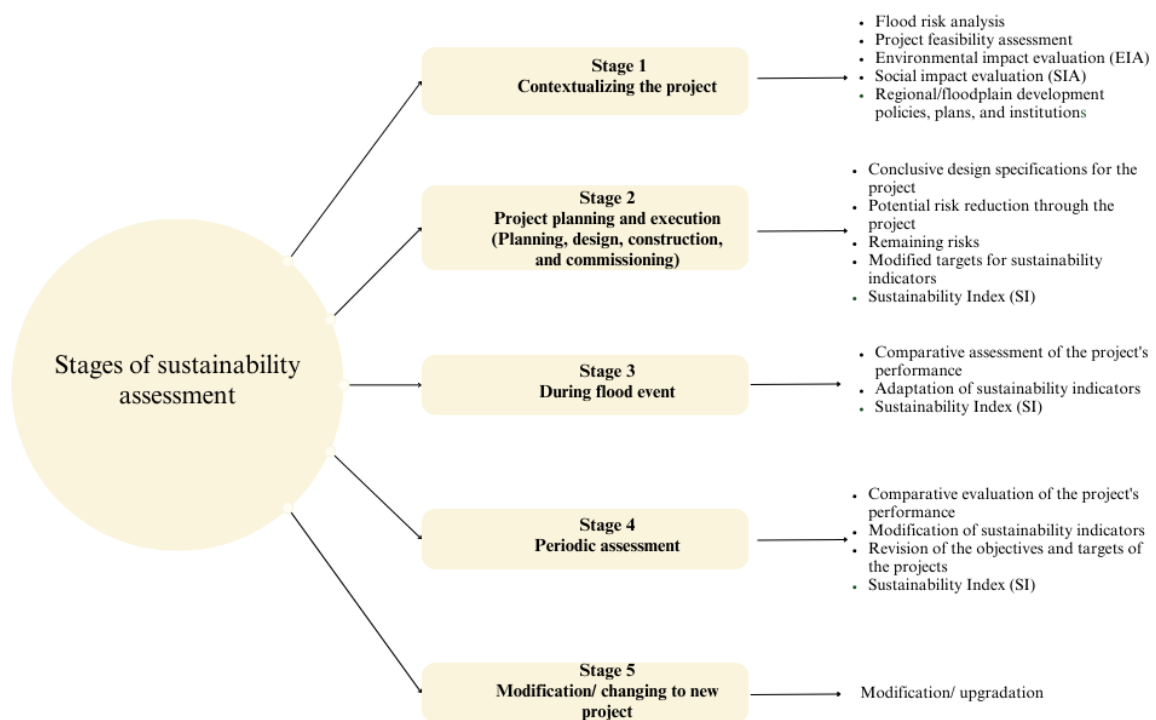 Stages of sustainability
assessment
Stage 1
Contextualizing the project
Flood risk analysis
Project feasibility assessment
Environmental impact evaluation (EIA)
Social impact evaluation (SIA)
Regional/floodplain development
policies, plans, and institutions
Stage 2
Project planning and execution
(Planning, design, construction,
and commissioning)
Conclusive design specifications for the
project
Potential risk reduction through the
project
Remaining risks
Modified targets for sustainability
indicators
Sustainability Index (SI)
Stage 3
During flood event
Comparative assessment of the project's
performance
Adaptation of sustainability indicators
Sustainability Index (SI)
Stage 4
Periodic assessment
Comparative evaluation of the project's
performance
Modification of sustainability indicators
Revision of the objectives and targets of
the projects
Sustainability Index (SI)
Stage 5
Modification/ changing to new
project
Modification/ upgradation